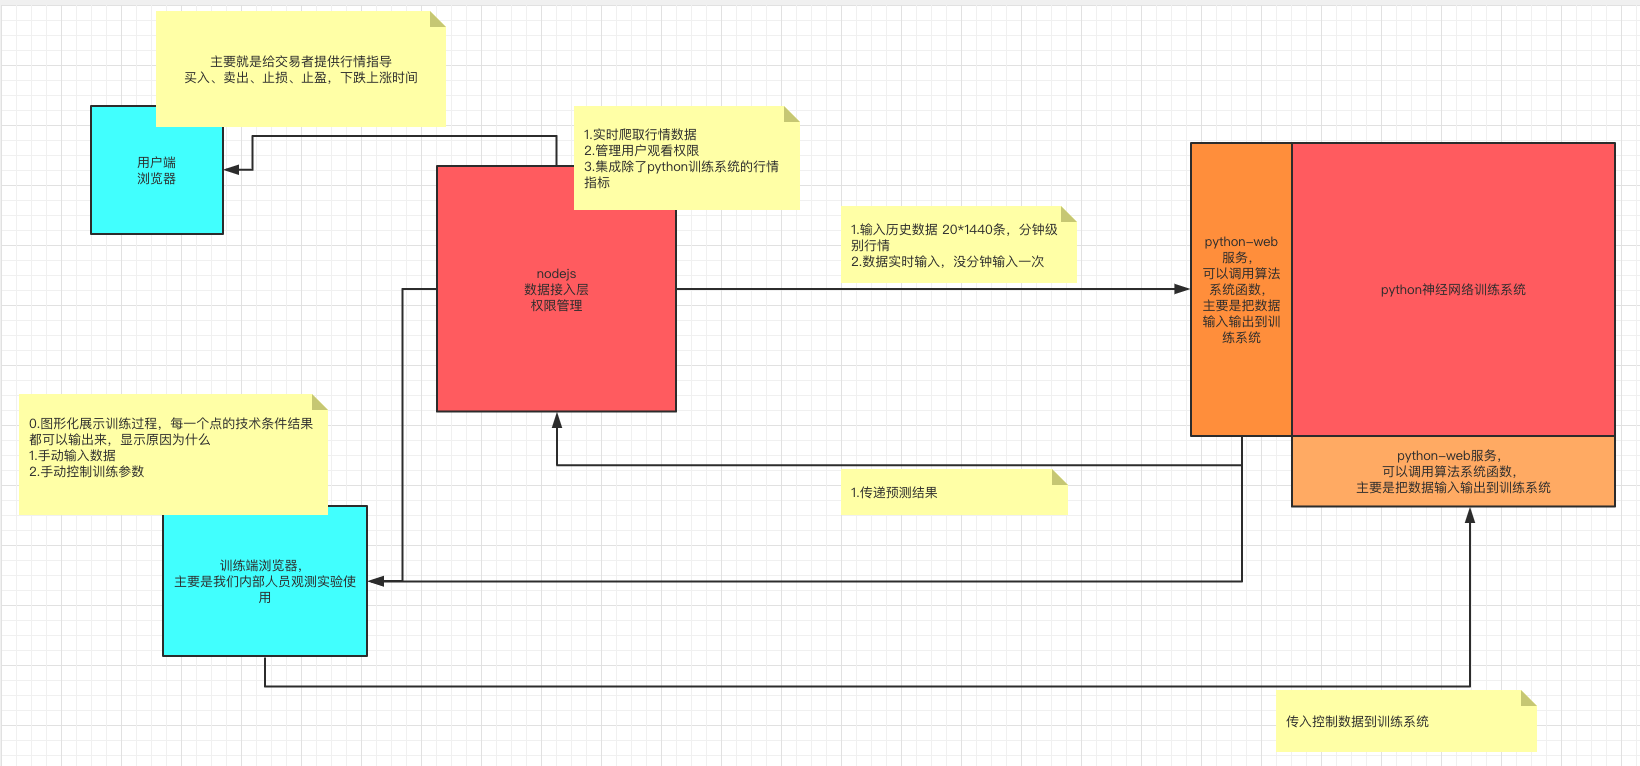 主要就是给交易者提供行情指导
买入、卖出、止损、止盈，下跌上涨时间
用户端
浏览器
1.实时爬取行情数据
2.管理用户观看权限
3.集成除了python训练系统的行情
指标
nodejs
数据接入层
权限管理
1.输入历史数据 20*1440条，分钟级
别行情
2.数据实时输入，没分钟输入一次
python-web
服务，
可以调用算法
系统函数，
主要是把数据
输入输出到训
练系统
python神经网络训练系统
python-web服务，
可以调用算法系统函数，
主要是把数据输入输出到训练系统
0.图形化展示训练过程，每一个点的技术条件结果
都可以输出来，显示原因为什么
1.手动输入数据
2.手动控制训练参数
1.传递预测结果
训练端浏览器，
主要是我们内部人员观测实验使
用
传入控制数据到训练系统